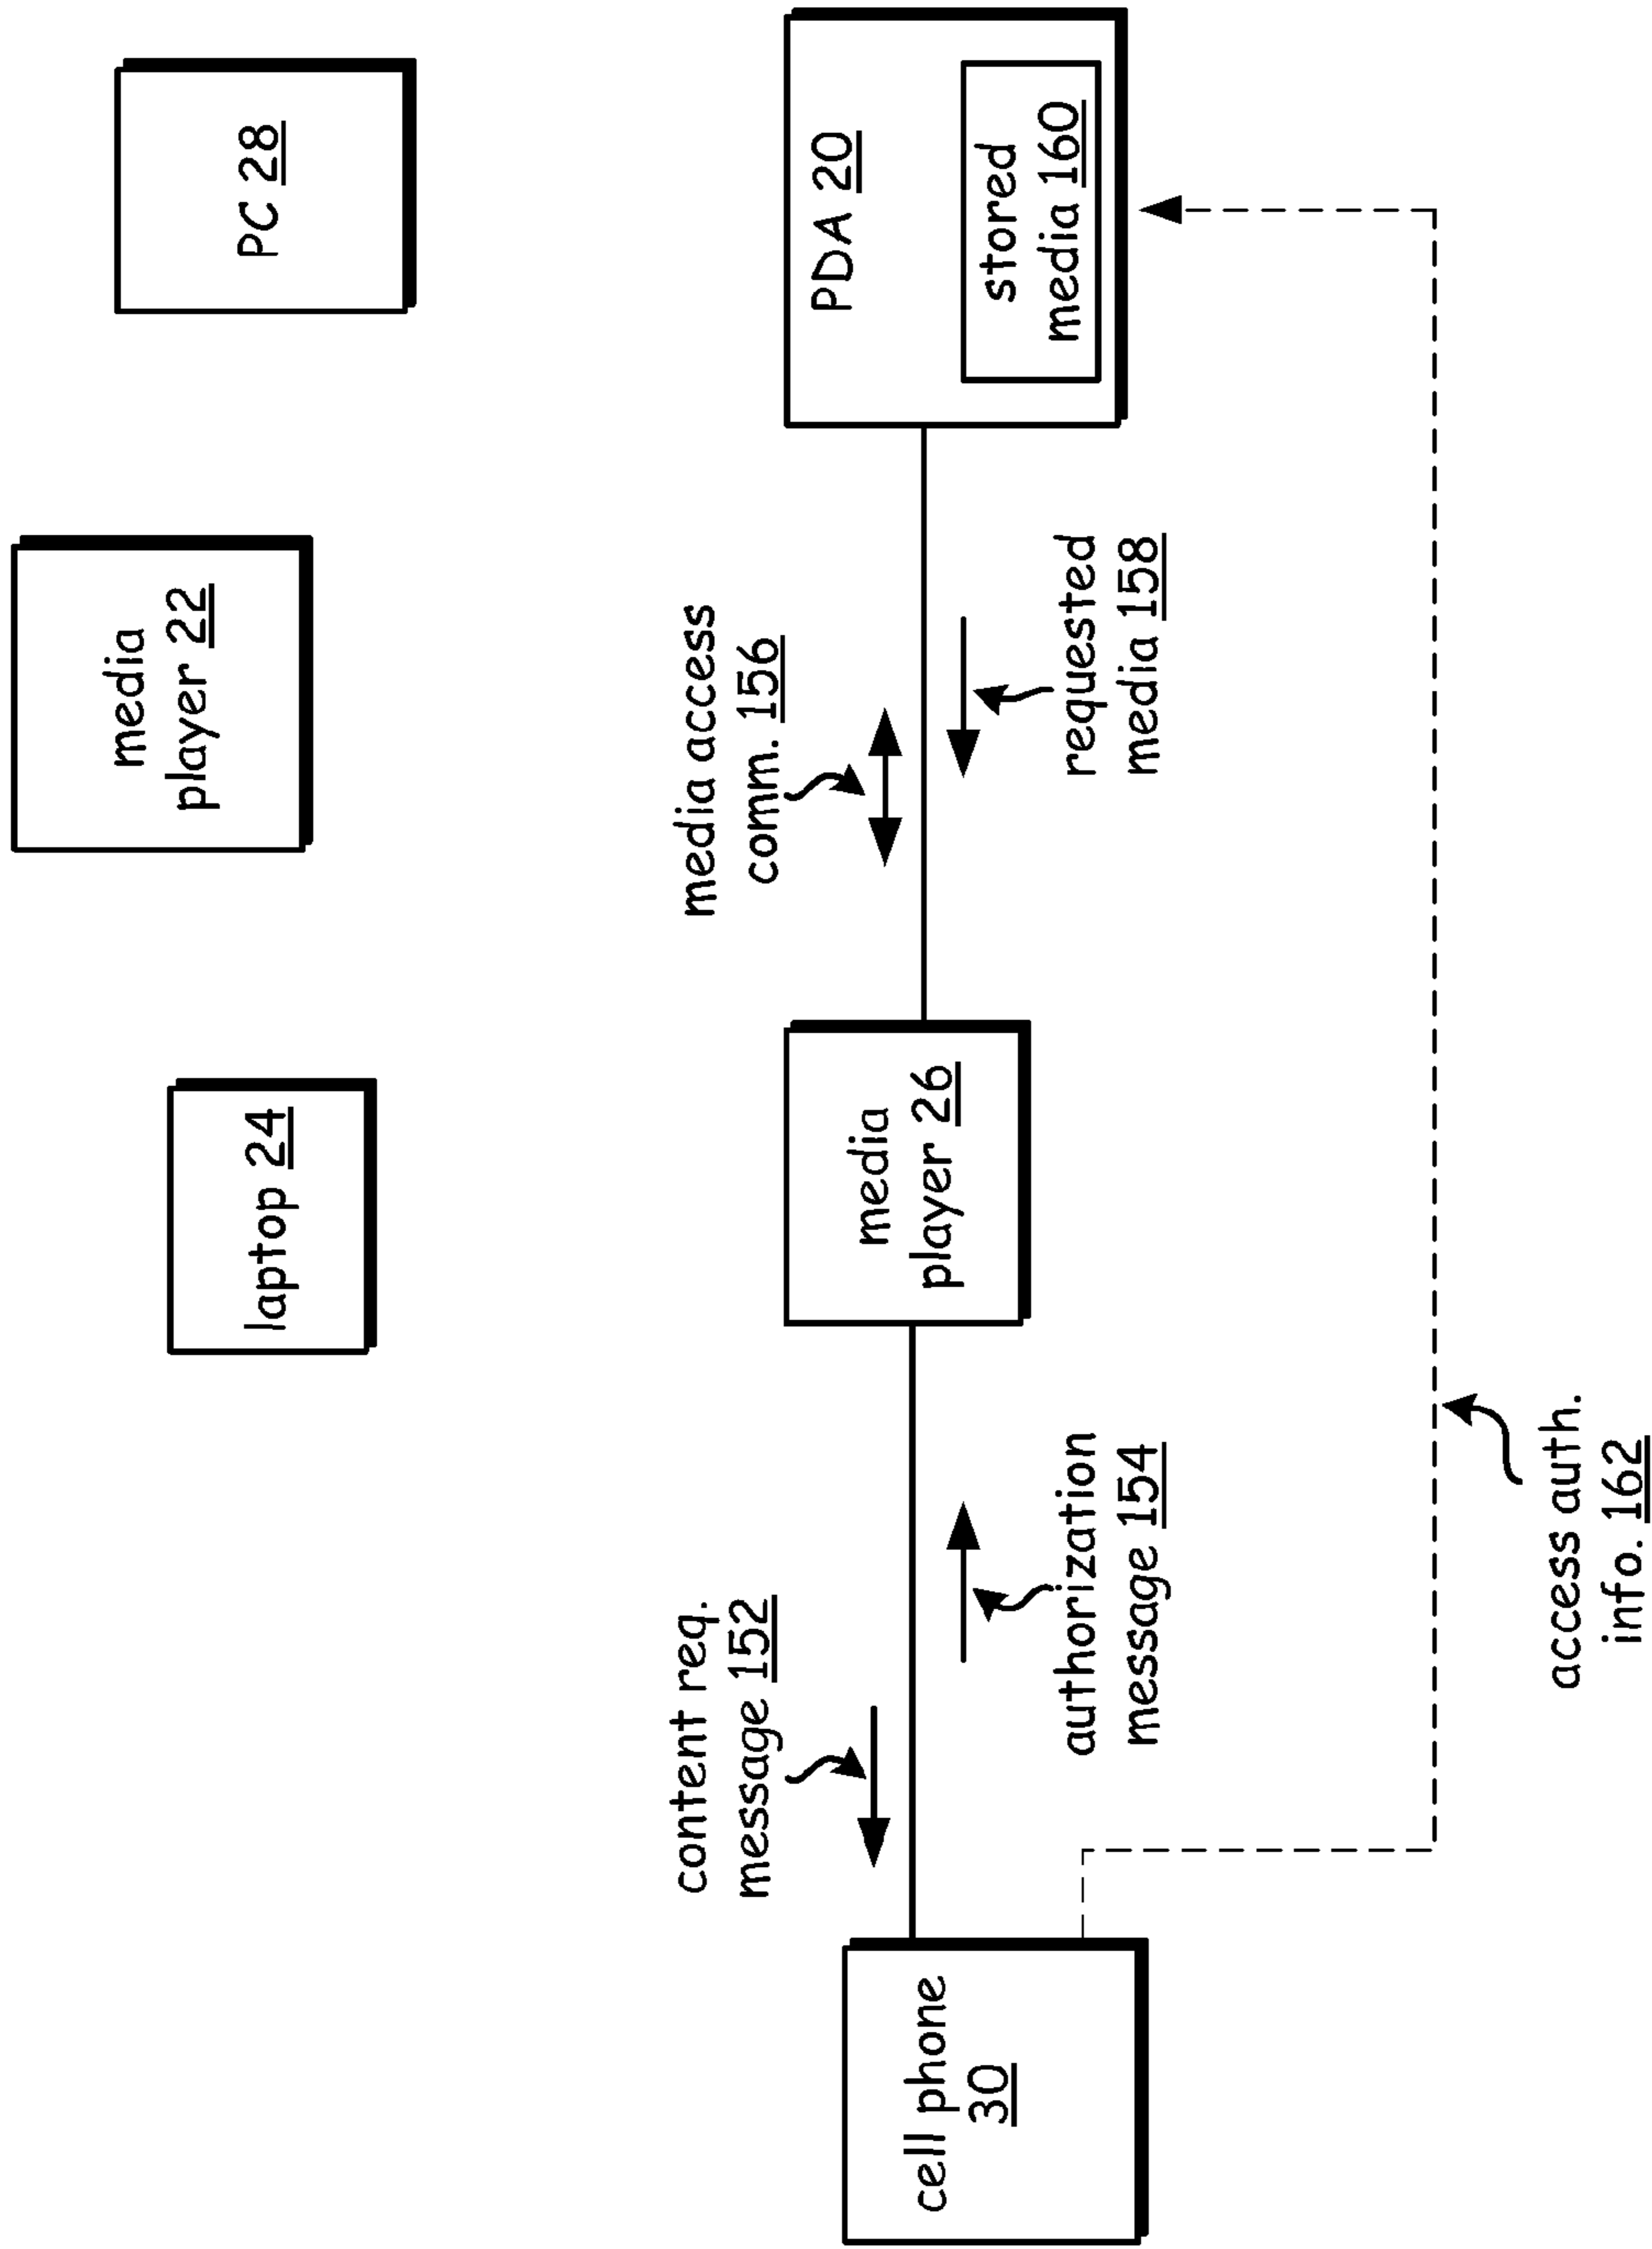 media
player 22
PC 28
laptop 24
content req.
message 152
media access
comm. 156
PDA 20
stored
media 160
cell phone
30
media
player 26
authorization
message 154
requested
media 158
access auth.
info. 162